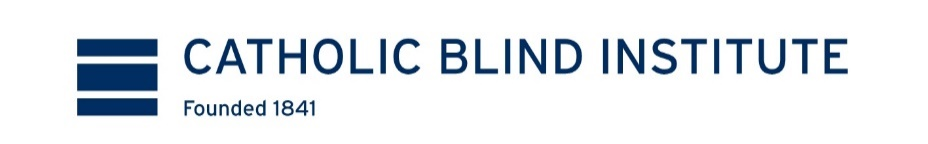 CATHOLIC BLIND INSTITUTE
Founded 1841